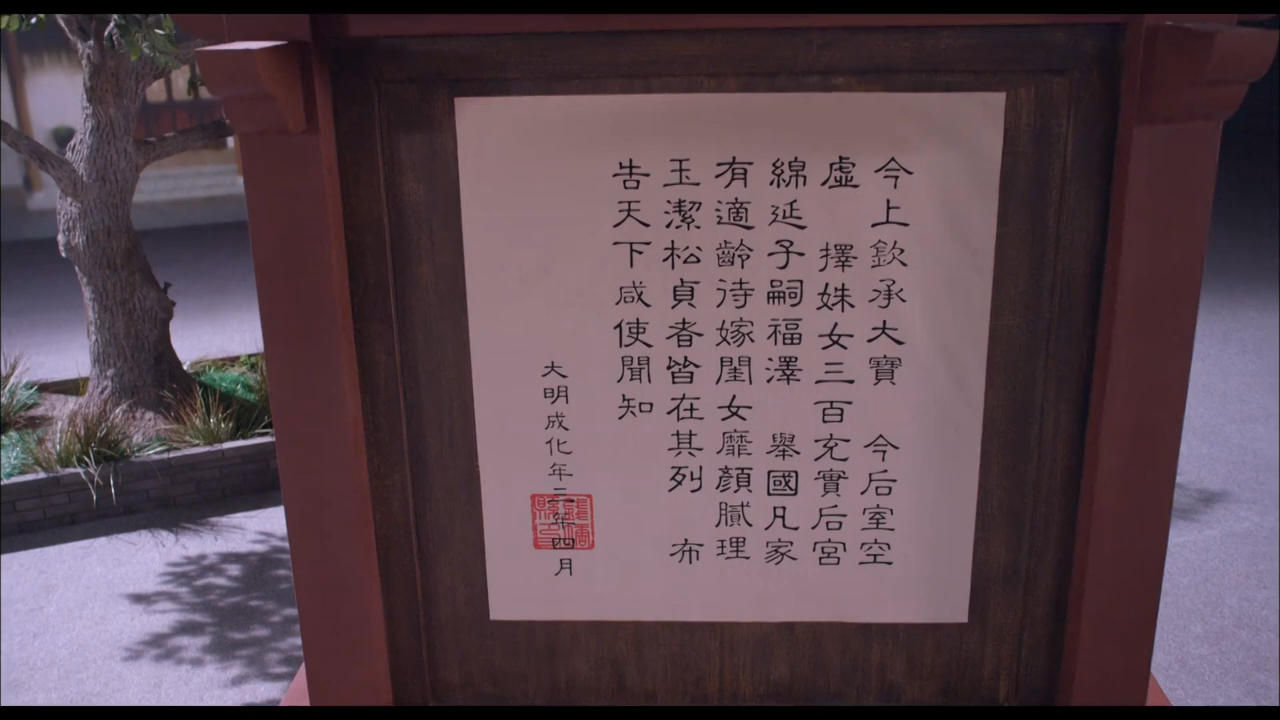 今上欽承大寶 今后室空
虛 擇姝女三百充實后宮
綿延子嗣福澤 舉國凡家
有適齡待嫁閨女靡顏膩理
玉潔松貞者皆在其列 布
告天下咸使聞知
大明成化年二年四月